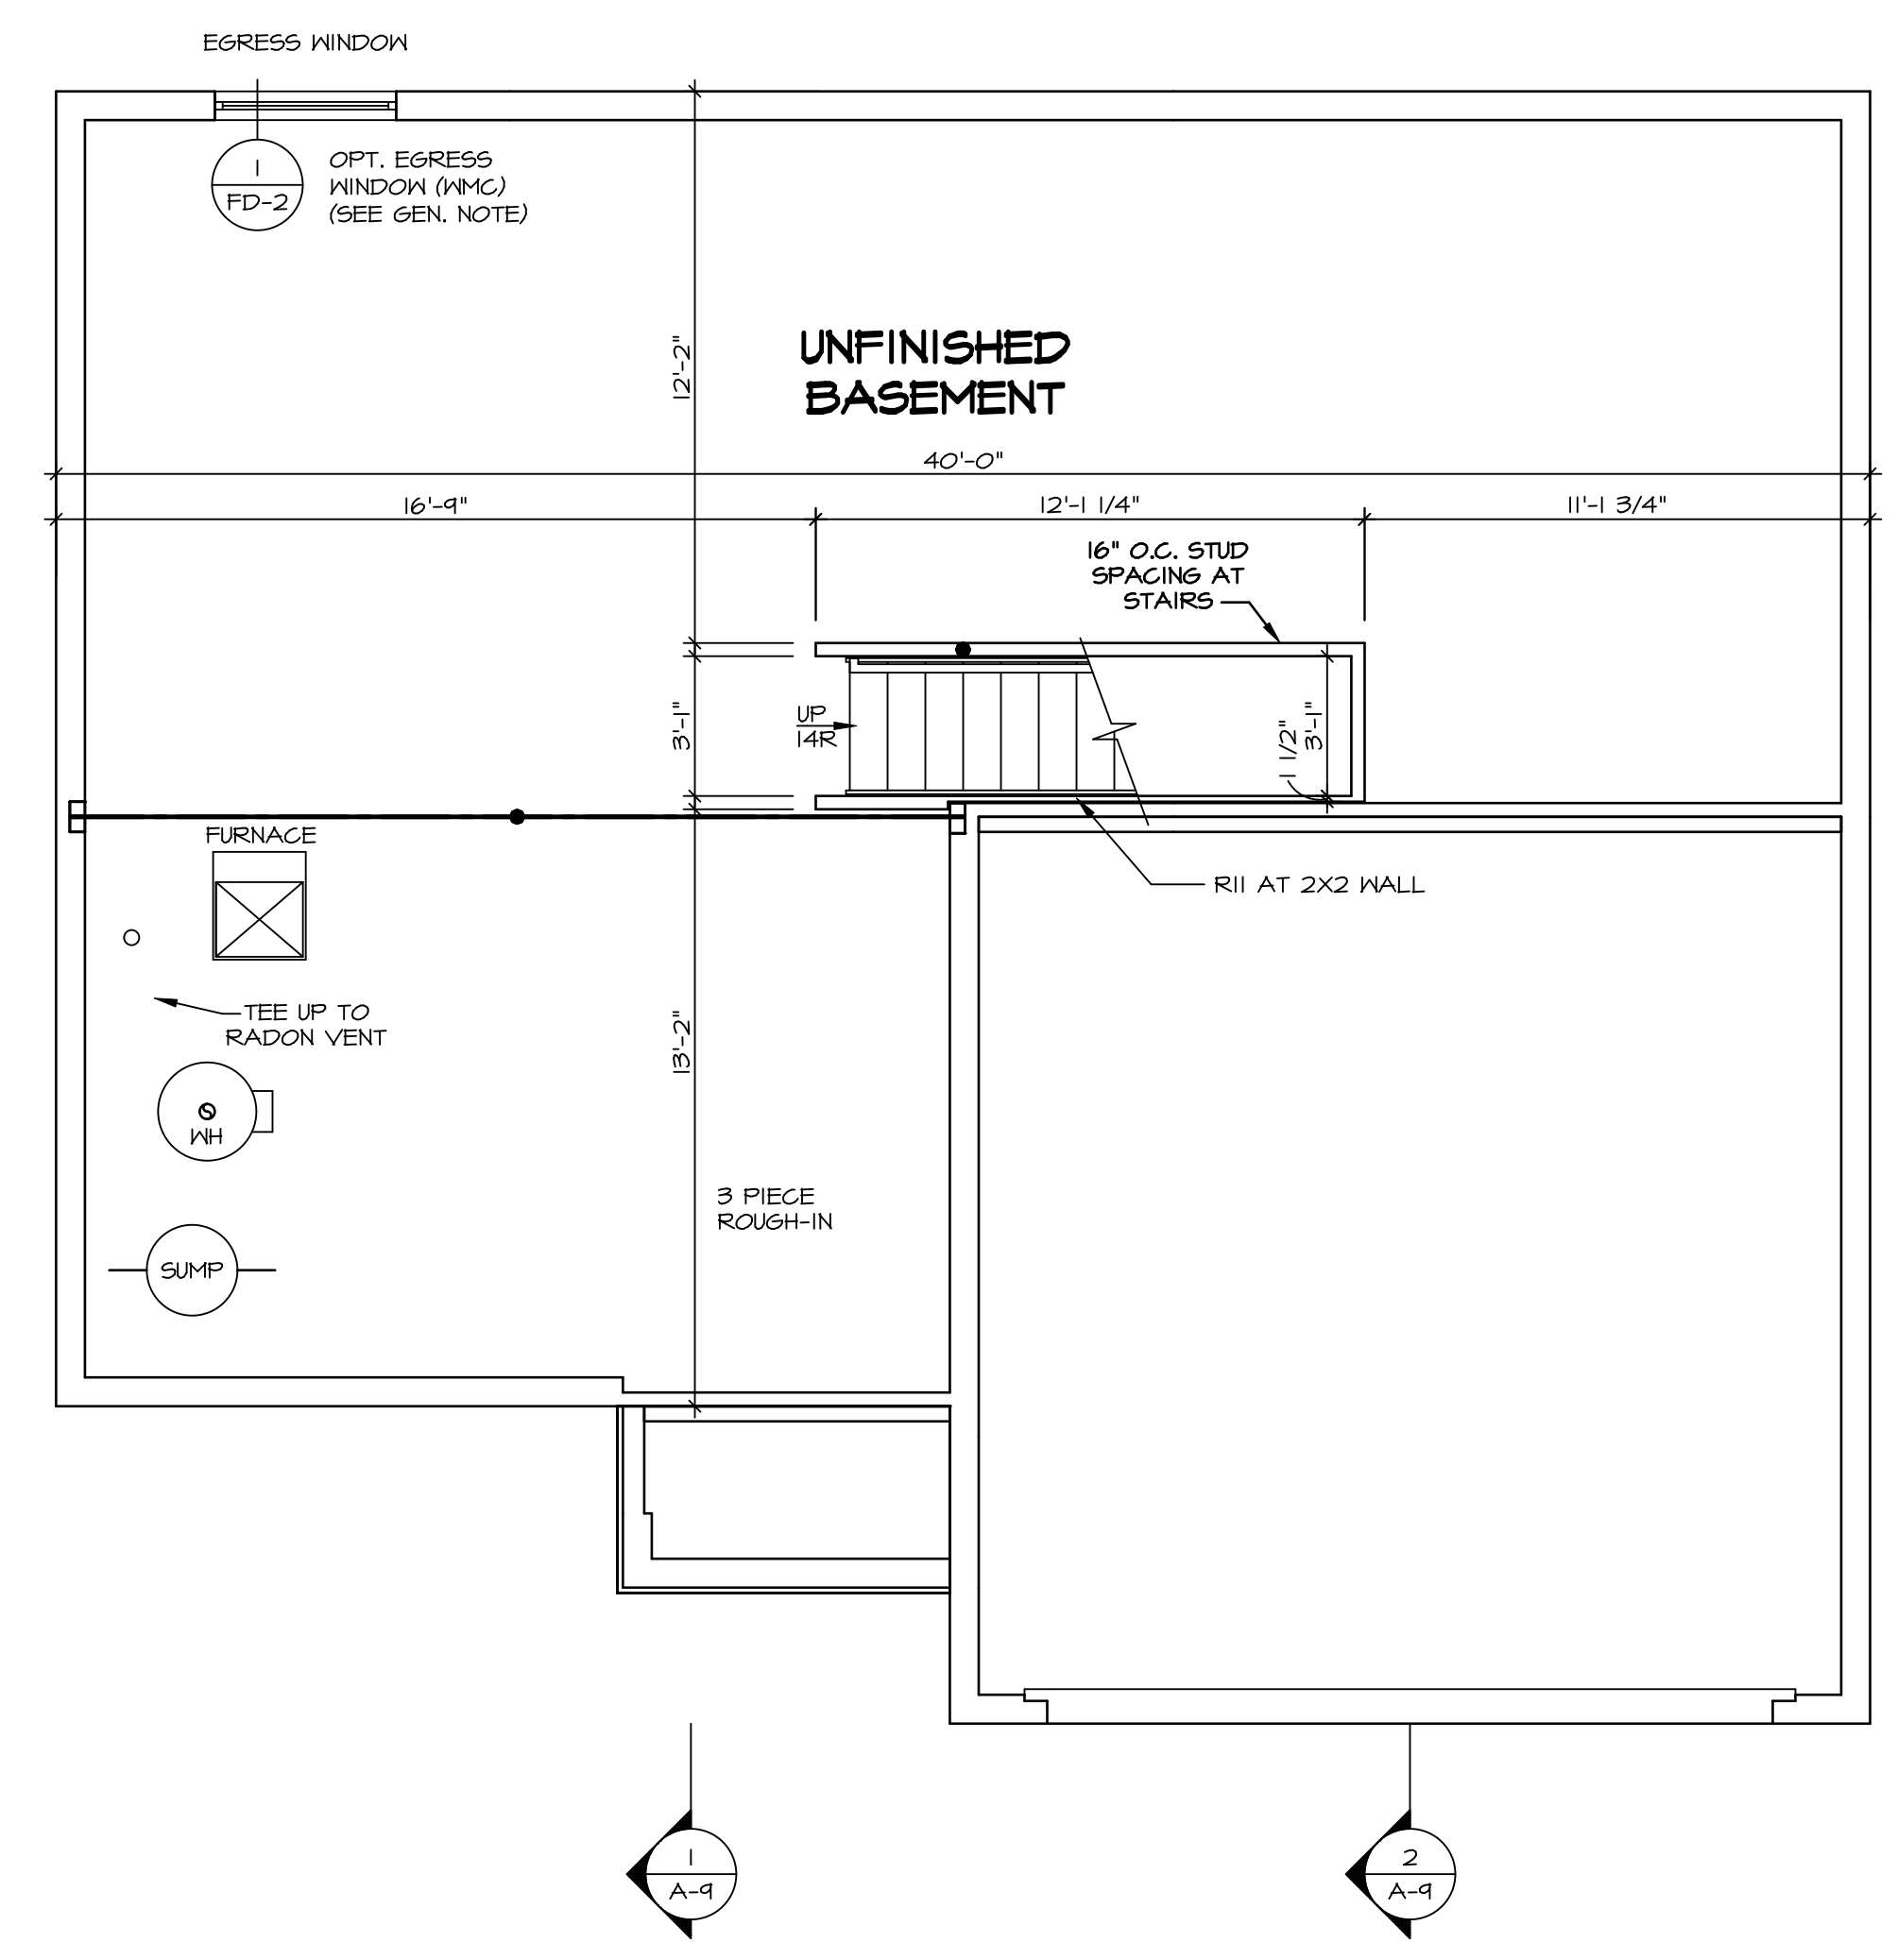 EGRESS WINDOW
1
FD-2
OPT. EGRESS
WINDOW (WMC)
(SEE GEN. NOTE)
12'-2"
UNFINISHED
BASEMENT
40'-0"
16'-9"
12'-1 1/4"
11'-1 3/4"
16" O.C. STUD
SPACING AT
STAIRS
3'-1"
UP
14R
1 1/2"
3'-1"
FURNACE
R11 AT 2X2 WALL
TEE UP TO
RADON VENT
13'-2"
WH
3 PIECE
ROUGH-IN
SUMP
1
A-9
2
A-9